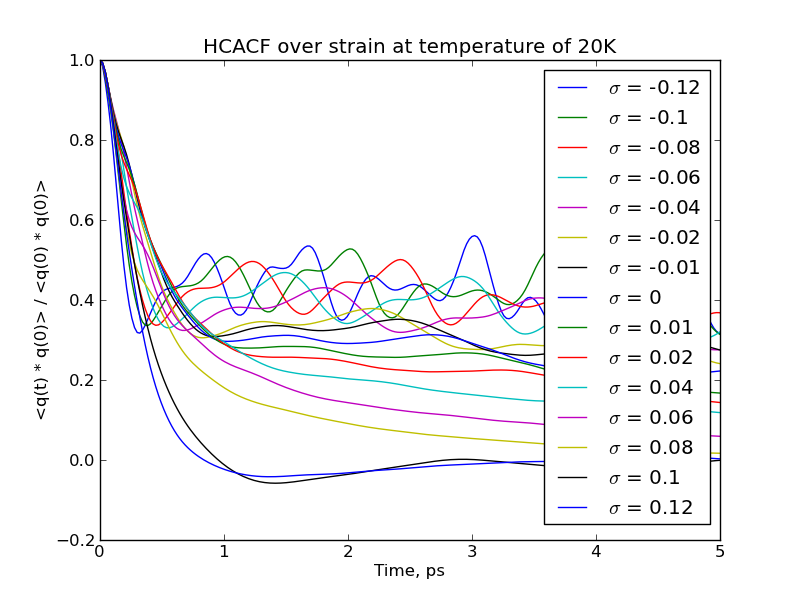 HCACF over strain at temperature of 20K
<q(t) * q(0)> / <q(0) * q(0)>
1.0
0.8
0.6
0.4
0.2
0.0
−0.2
0 1 2 3 4 5
Time, ps
σ = -0.12
σ = -0.1
σ = -0.08
σ = -0.06
σ = -0.04
σ = -0.02
σ = -0.01
σ = 0
σ = 0.01
σ = 0.02
σ = 0.04
σ = 0.06
σ = 0.08
σ = 0.1
σ = 0.12